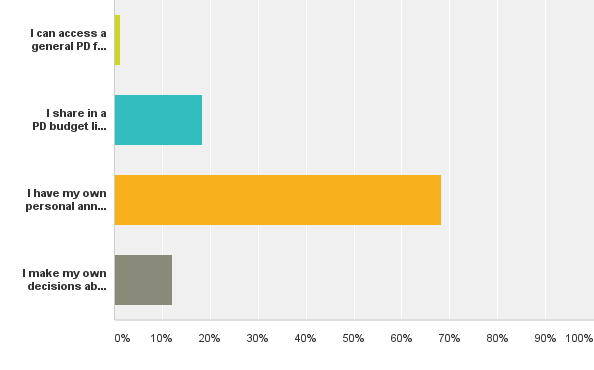 I can access a
general PD f...
I share in a
PD budget li...
I have my own
personal ann...
I make my own
decisions ab...
0% 10% 20% 30% 40% 50% 60% 70% 80% 90% 100%